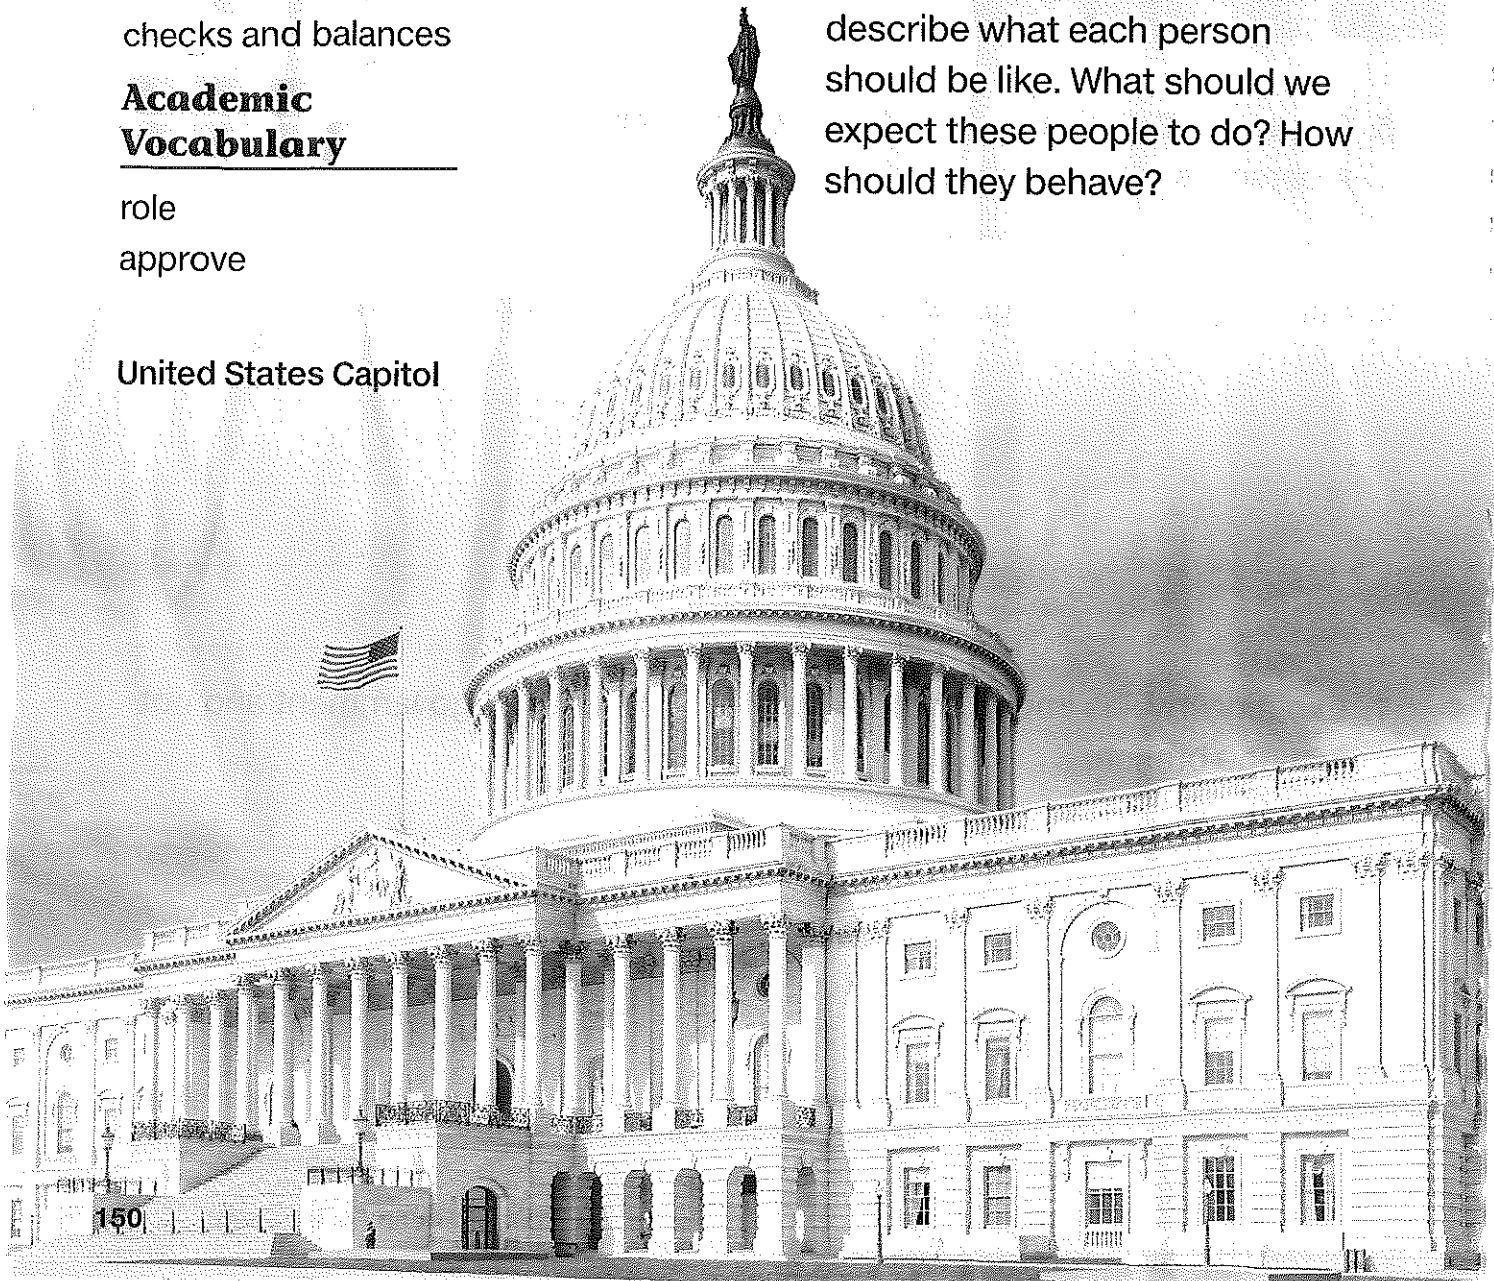 checks and balances
Academic
Vocabulary
role
approve
United States Capitol
describe what each person
should be like. What should we
expect these people to do? How
should they behave?
150